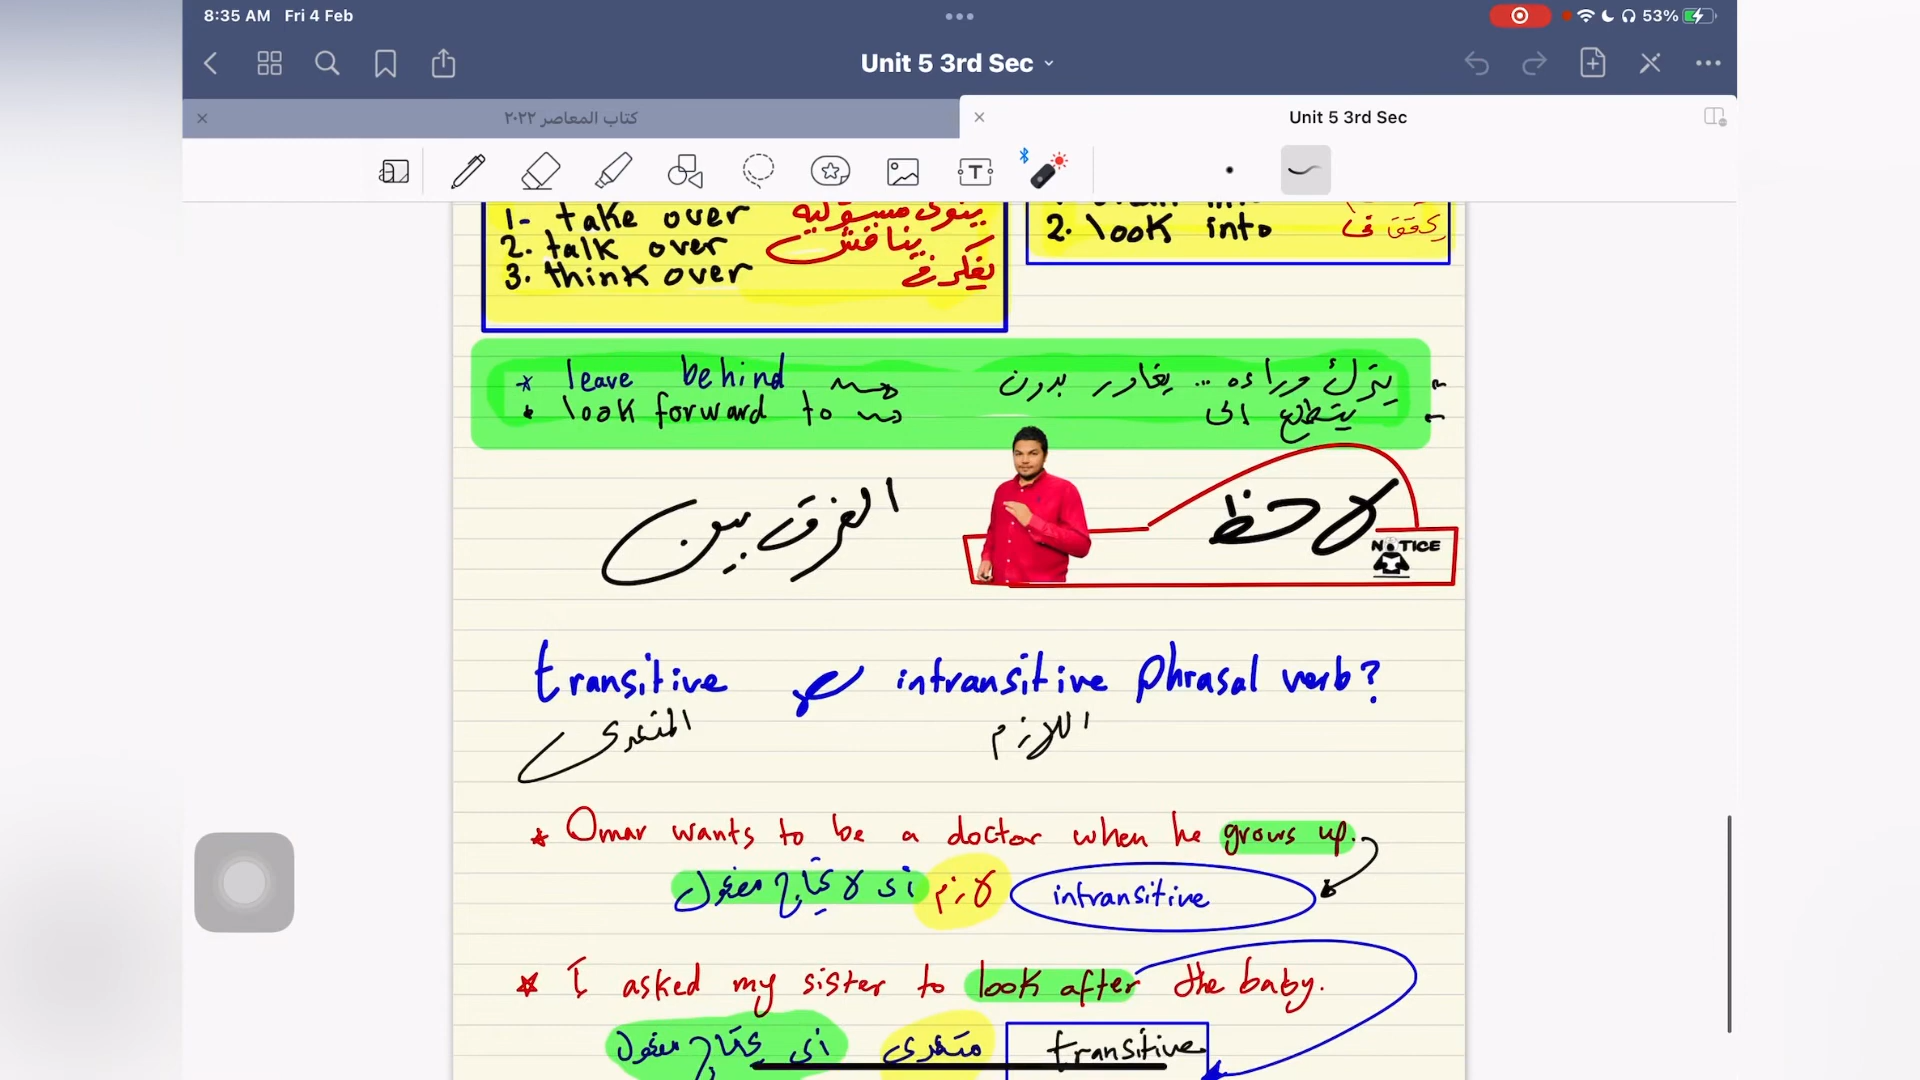 8:35 AM Fri 4 Feb
53%
Unit 5 3rd Sec
كتاب المعاصر ٢٠٢٢
Unit 5 3rd Sec
1- take over يتولى مسئولية
2. talk over يناقش
3. think over يفكر في
2. look into يحقق فى
* leave behind يترك وراءه ... يغادر بدون
* look forward to يتطلع الى
الفرق بين
لاحظ
NOTICE
transitive intransitive phrasal verb?
المتعدى اللازم
* Omar wants to be a doctor when he grows up.
intransitive لازم أى لا يحتاج مفعول
* I asked my sister to look after the baby.
transitive متعدى أى يحتاج مفعول